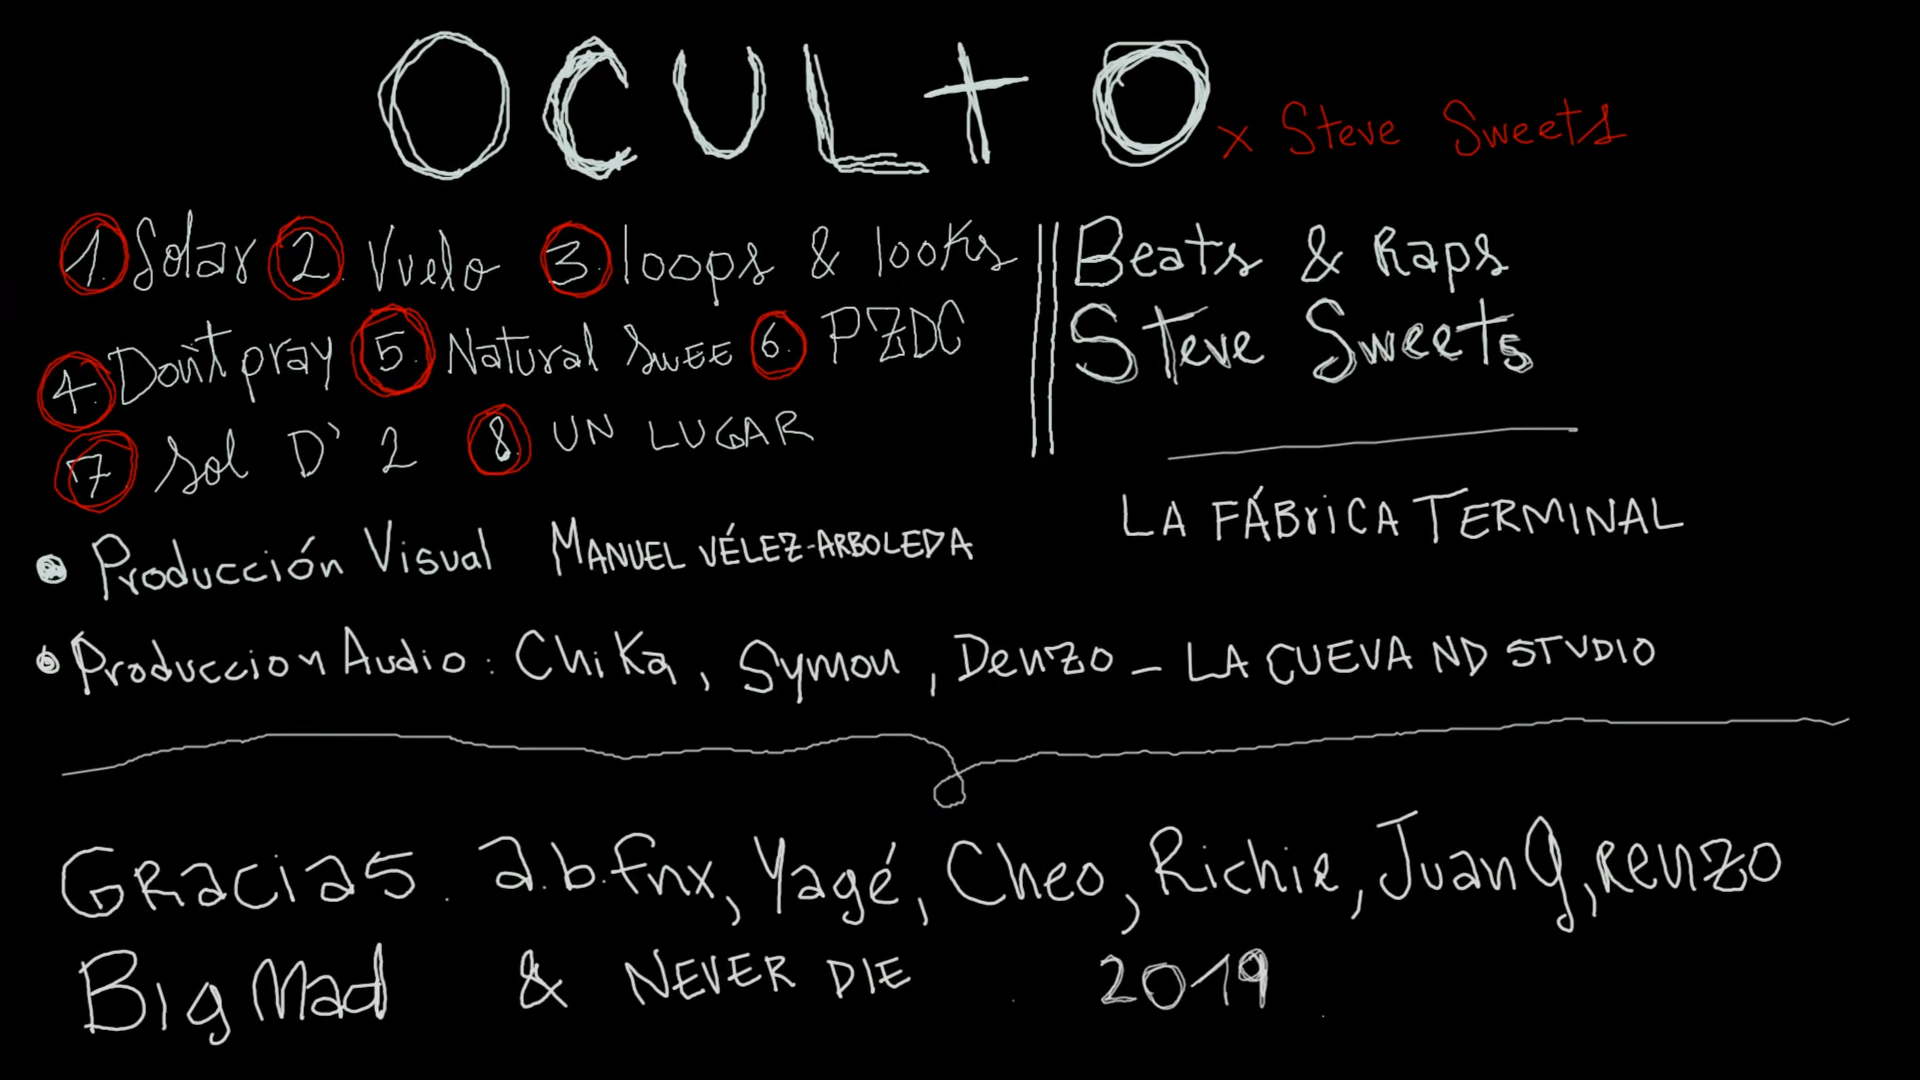 OCULTO x Steve Sweets
1. Solar 2. Vuelo 3. loops & looks
4. Don't pray 5. Natural swee 6. PZDC
7 Sol D' 2 8. UN LUGAR
Beats & Raps
Steve Sweets
LA FÁBRICA TERMINAL
Producción Visual MANUEL VÉLEZ-ARBOLEDA
Produccion Audio: Chika, Symon, Denzo - LA CUEVA ND STUDIO
Gracias. a.b.fnx, Yagé, Cheo, Richie, Juan G, Renzo
Big Mad & NEVER DIE 2019